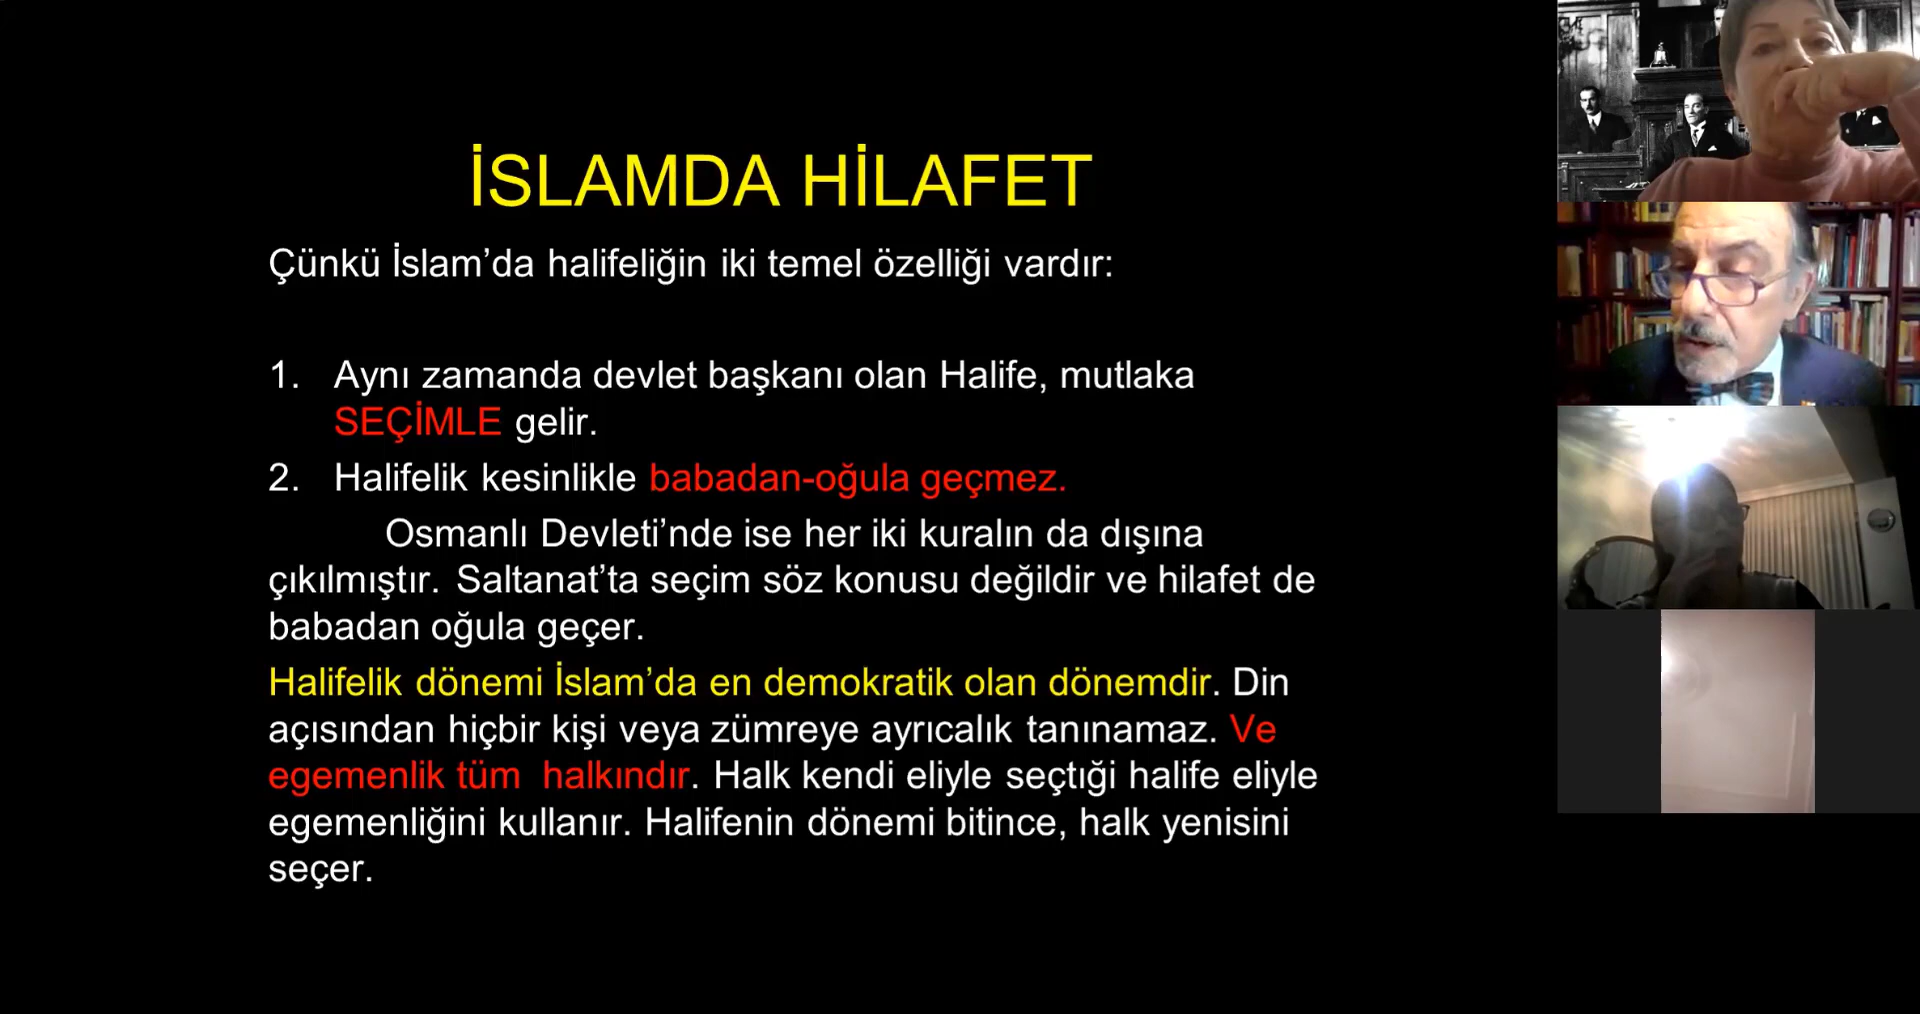 İSLAMDA HİLAFET
Çünkü İslam’da halifeliğin iki temel özelliği vardır:
1. Aynı zamanda devlet başkanı olan Halife, mutlaka
SEÇİMLE gelir.
2. Halifelik kesinlikle babadan-oğula geçmez.
Osmanlı Devleti’nde ise her iki kuralın da dışına
çıkılmıştır. Saltanat’ta seçim söz konusu değildir ve hilafet de
babadan oğula geçer.
Halifelik dönemi İslam’da en demokratik olan dönemdir. Din
açısından hiçbir kişi veya zümreye ayrıcalık tanınamaz. Ve
egemenlik tüm halkındır. Halk kendi eliyle seçtıği halife eliyle
egemenliğini kullanır. Halifenin dönemi bitince, halk yenisini
seçer.